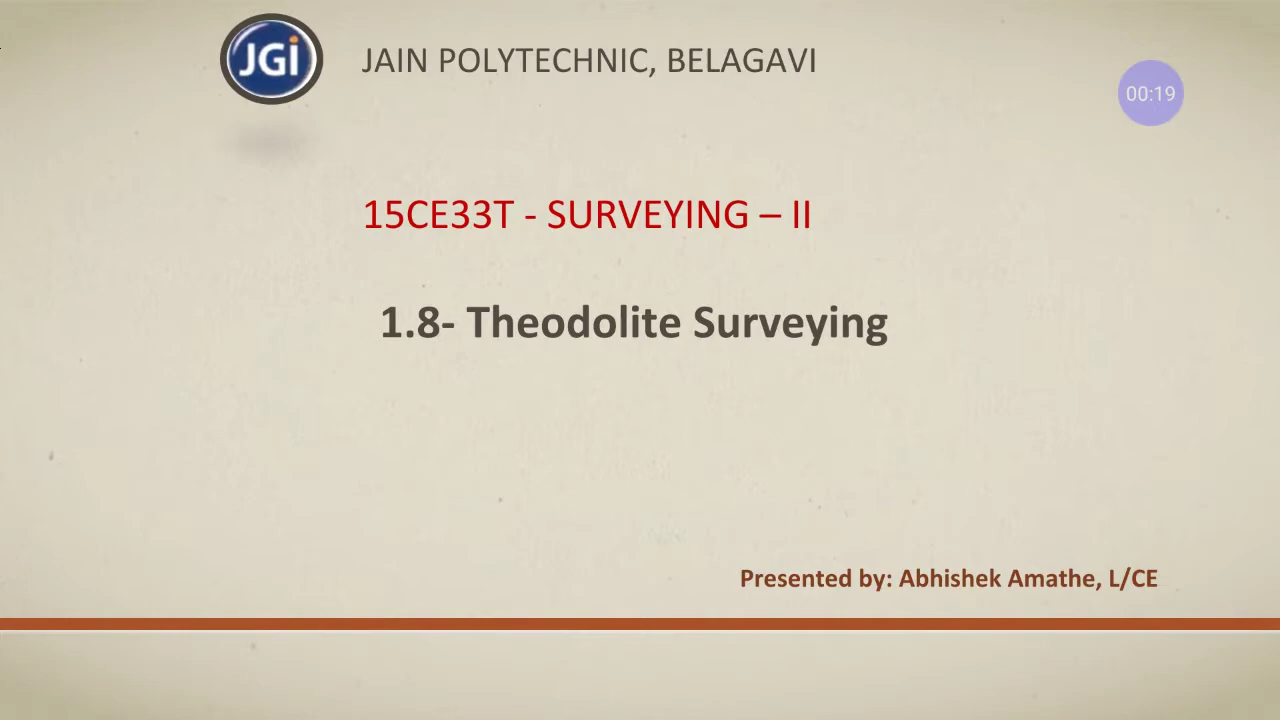 JGi
JAIN POLYTECHNIC, BELAGAVI
00:19
15CE33T - SURVEYING – II
1.8- Theodolite Surveying
Presented by: Abhishek Amathe, L/CE